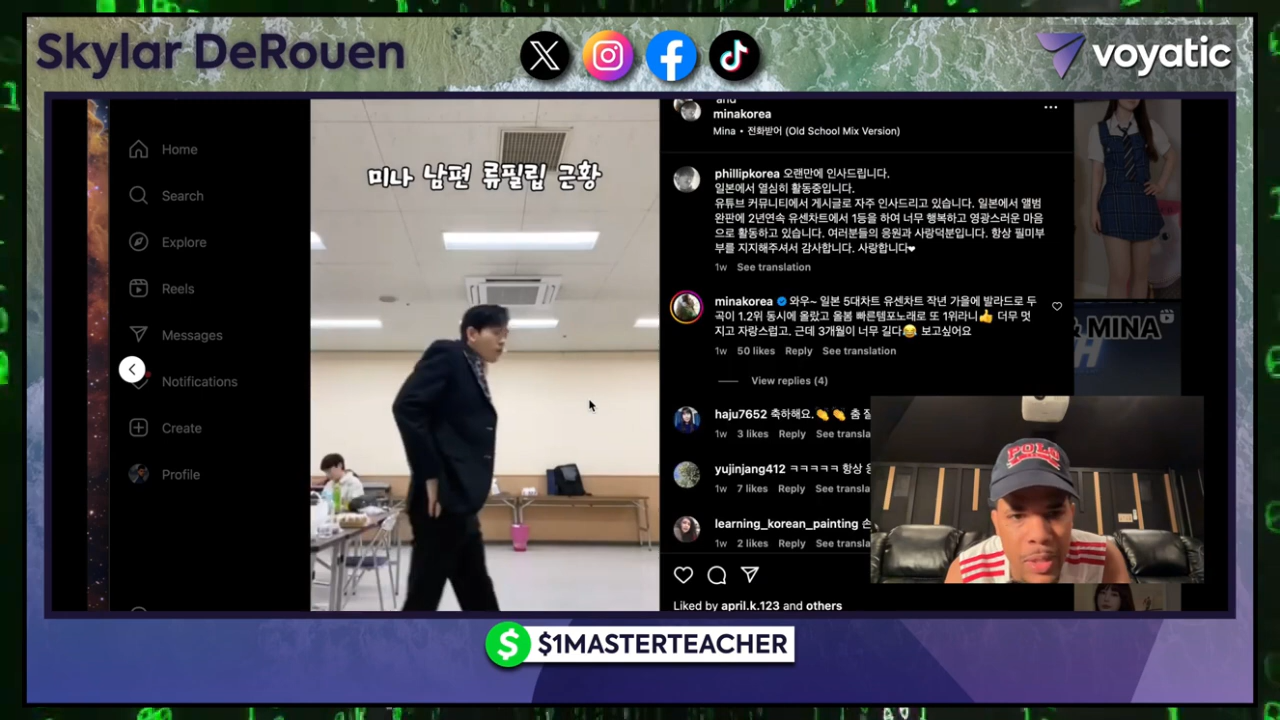 Skylar DeRouen
voyatic
Home
Search
Explore
Reels
Messages
Notifications
Create
Profile
미나 남편 류필립 근황
and
minakorea
Mina • 전화받어 (Old School Mix Version)
phillipkorea 오랜만에 인사드립니다.
일본에서 열심히 활동중입니다.
유튜브 커뮤니티에서 게시글로 자주 인사드리고 있습니다. 일본에서 앨범
완판에 2년연속 유센차트에서 1등을 하여 너무 행복하고 영광스러운 마음
으로 활동하고 있습니다. 여러분들의 응원과 사랑덕분입니다. 항상 필미부
부를 지지해주셔서 감사합니다. 사랑합니다❤
1w See translation
minakorea 와우~ 일본 5대차트 유센차트 작년 가을에 발라드로 두
곡이 1.2위 동시에 올랐고 올봄 빠른템포노래로 또 1위라니👍 더무 멋
지고 자랑스럽고. 근데 3개월이 너무 길다😂 보고싶어요
1w 50 likes Reply See translation
View replies (4)
haju7652 축하해요.👏👏 춤 잘
1w 3 likes Reply See transla
yujinjang412 ㅋㅋㅋㅋㅋ 항상 응
1w 7 likes Reply See transla
learning_korean_painting 손
1w 2 likes Reply See transla
Liked by april.k.123 and others
& MINA
POLO
$ $1MASTERTEACHER